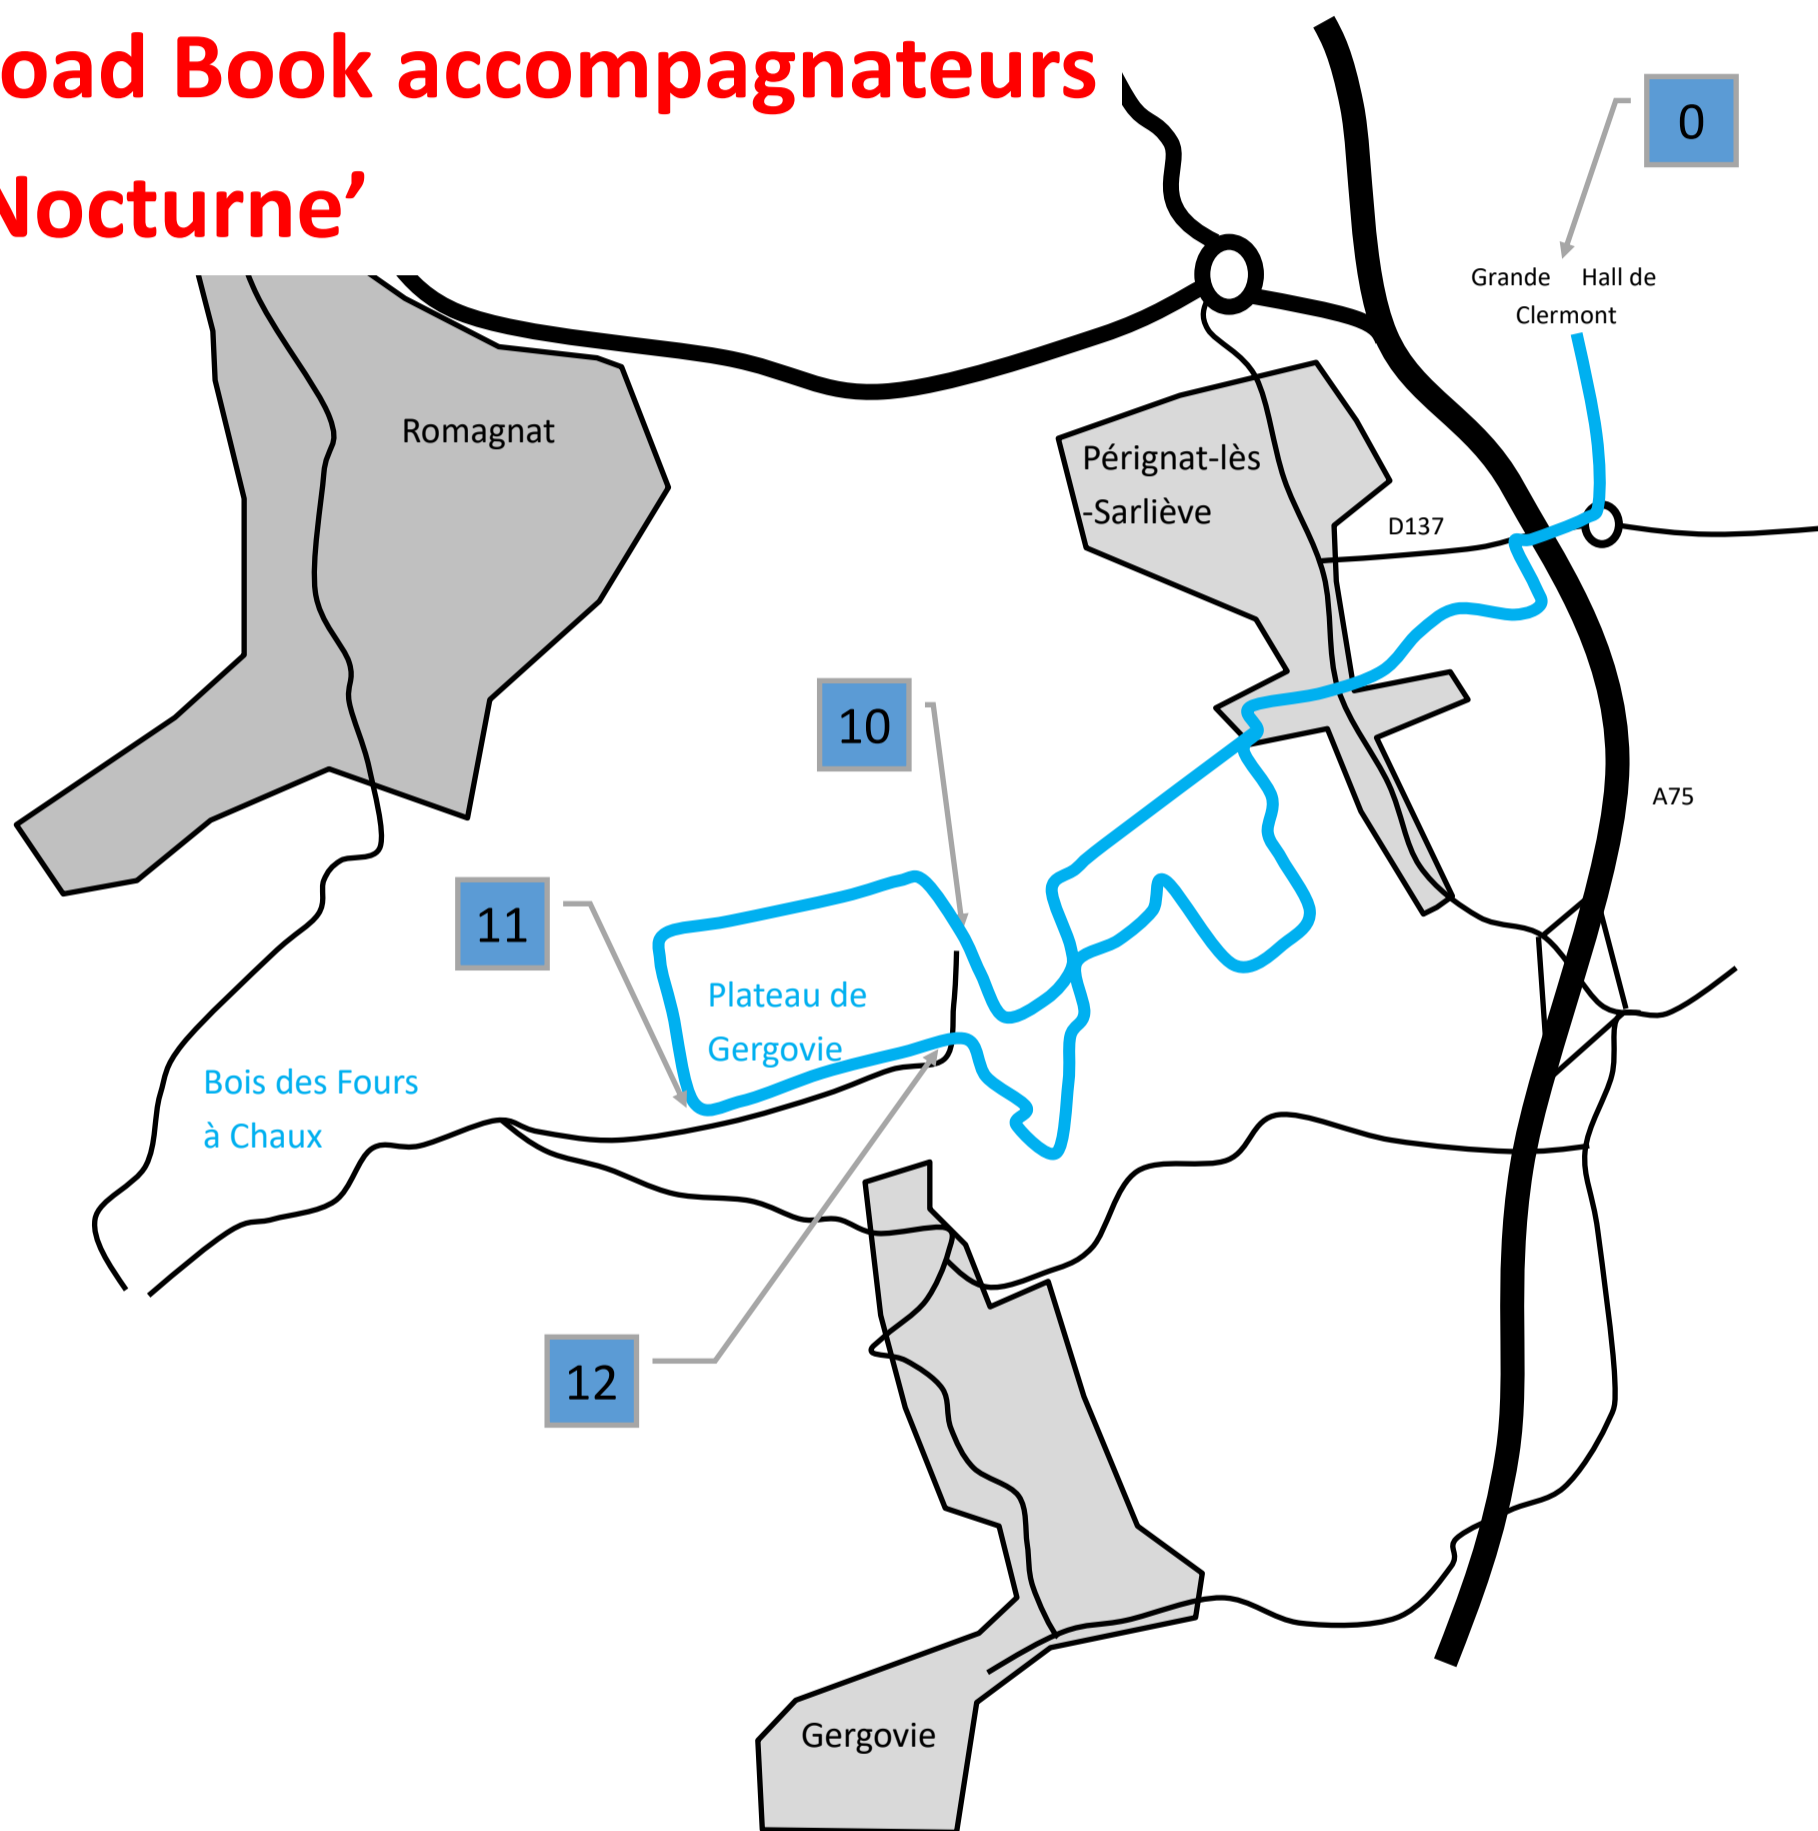 oad Book accompagnateurs
Nocturne’
0
Grande Hall de
Clermont
Romagnat
Pérignat-lès
-Sarliève
D137
10
A75
11
Plateau de
Gergovie
Bois des Fours
à Chaux
12
Gergovie